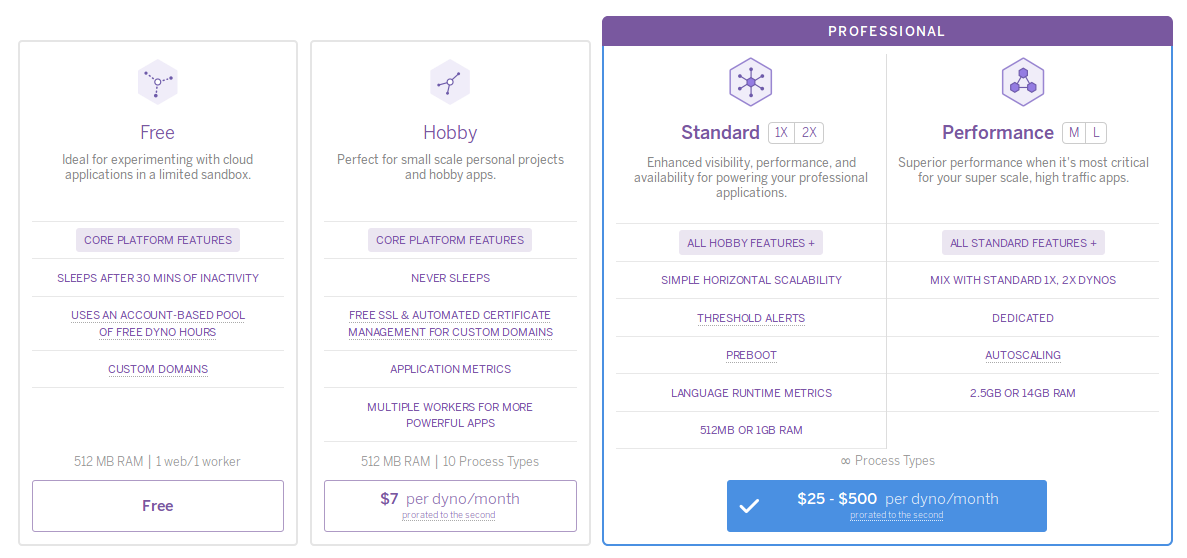 Free
Ideal for experimenting with cloud
applications in a limited sandbox.
CORE PLATFORM FEATURES
SLEEPS AFTER 30 MINS OF INACTIVITY
USES AN ACCOUNT-BASED POOL
OF FREE DYNO HOURS
CUSTOM DOMAINS
512 MB RAM | 1 web/1 worker
Free
Hobby
Perfect for small scale personal projects
and hobby apps.
CORE PLATFORM FEATURES
NEVER SLEEPS
FREE SSL & AUTOMATED CERTIFICATE
MANAGEMENT FOR CUSTOM DOMAINS
APPLICATION METRICS
MULTIPLE WORKERS FOR MORE
POWERFUL APPS
512 MB RAM | 10 Process Types
$7 per dyno/month
prorated to the second
PROFESSIONAL
Standard 1X 2X
Enhanced visibility, performance, and
availability for powering your professional
applications.
ALL HOBBY FEATURES +
SIMPLE HORIZONTAL SCALABILITY
THRESHOLD ALERTS
PREBOOT
LANGUAGE RUNTIME METRICS
512MB OR 1GB RAM
Performance M L
Superior performance when it's most critical
for your super scale, high traffic apps.
ALL STANDARD FEATURES +
MIX WITH STANDARD 1X, 2X DYNOS
DEDICATED
AUTOSCALING
2.5GB OR 14GB RAM
∞ Process Types
$25 - $500 per dyno/month
prorated to the second